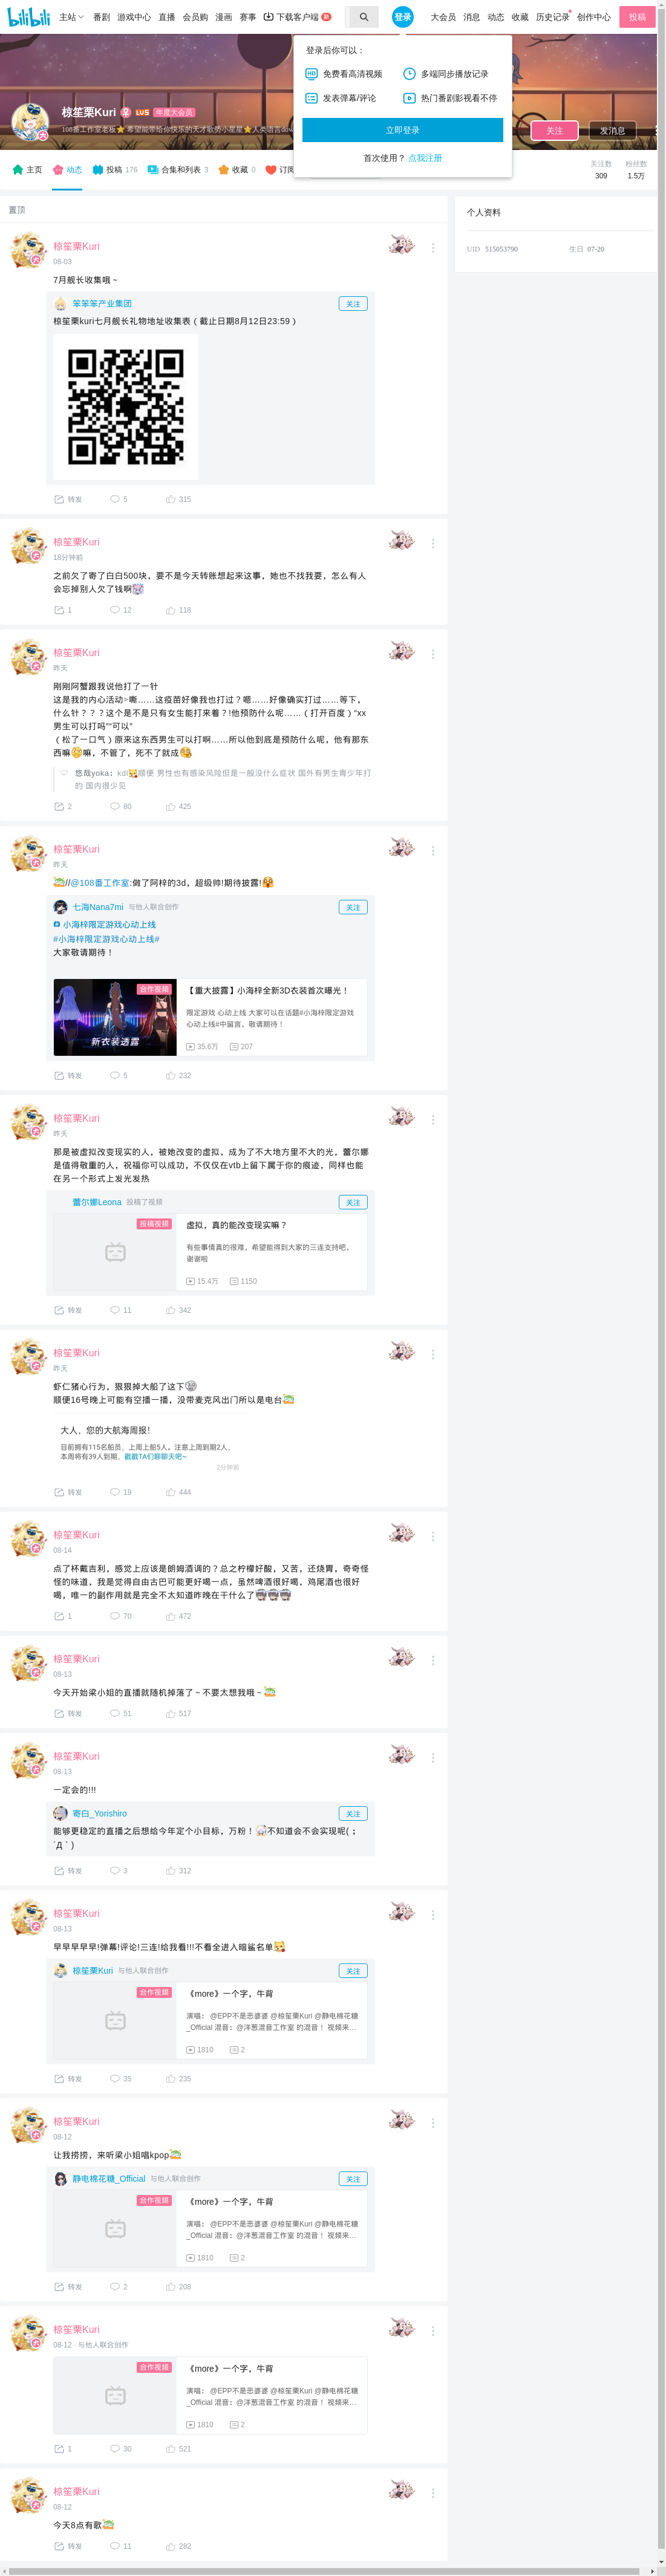 主站
番剧
游戏中心
直播
会员购
漫画
赛事
下载客户端
登录
大会员
消息
动态
收藏
历史记录
创作中心
投稿
登录后你可以：
免费看高清视频
多端同步播放记录
发表弹幕/评论
热门番剧影视看不停
立即登录
首次使用？ 点我注册
椋笙栗Kuri
年度大会员
108番工作室老板⭐ 希望能带给你快乐的天才歌势小星星⭐人类语言dow
关注
发消息
主页
动态
投稿 176
合集和列表 3
收藏 0
订阅
关注数
309
粉丝数
1.5万
个人资料
UID 515053790
生日 07-20
置顶
椋笙栗Kuri
08-03
7月舰长收集哦～
笨笨笨产业集团
关注
椋笙栗kuri七月舰长礼物地址收集表（截止日期8月12日23:59）
转发
5
315
椋笙栗Kuri
18分钟前
之前欠了寄了白白500块，要不是今天转账想起来这事，她也不找我要，怎么有人
会忘掉别人欠了钱啊
1
12
118
椋笙栗Kuri
昨天
刚刚阿蟹跟我说他打了一针
这是我的内心活动=嘶……这疫苗好像我也打过？嗯……好像确实打过……等下，
什么针？？？这个是不是只有女生能打来着？!他预防什么呢……（打开百度）“xx
男生可以打吗”“可以”
（松了一口气）原来这东西男生可以打啊……所以他到底是预防什么呢，他有那东
西嘛嘛，不管了，死不了就成
悠哉yoka：kdl顺便 男性也有感染风险但是一般没什么症状 国外有男生青少年打
的 国内很少见
2
80
425
椋笙栗Kuri
昨天
//@108番工作室:做了阿梓的3d，超级帅!期待披露!
七海Nana7mi 与他人联合创作
关注
小海梓限定游戏心动上线
#小海梓限定游戏心动上线#
大家敬请期待！
合作视频
新衣装透露
【重大披露】小海梓全新3D衣装首次曝光！
限定游戏 心动上线 大家可以在话题#小海梓限定游戏
心动上线#中留言，敬请期待！
35.6万
207
转发
5
232
椋笙栗Kuri
昨天
那是被虚拟改变现实的人，被她改变的虚拟，成为了不大地方里不大的光，蕾尔娜
是值得敬重的人，祝福你可以成功，不仅仅在vtb上留下属于你的痕迹，同样也能
在另一个形式上发光发热
蕾尔娜Leona 投稿了视频
关注
投稿视频
虚拟，真的能改变现实嘛？
有些事情真的很难，希望能得到大家的三连支持吧，
谢谢啦
15.4万
1150
转发
11
342
椋笙栗Kuri
昨天
虾仁猪心行为，狠狠掉大船了这下
顺便16号晚上可能有空播一播，没带麦克风出门所以是电台
大人，您的大航海周报！
目前拥有115名船员、上周上船5人。注意上周到期2人，
本周将有39人到期，戳戳TA们聊聊天吧~
2分钟前
转发
19
444
椋笙栗Kuri
08-14
点了杯戴吉利，感觉上应该是朗姆酒调的？总之柠檬好酸，又苦，还烧胃，奇奇怪
怪的味道，我是觉得自由古巴可能更好喝一点，虽然啤酒很好喝，鸡尾酒也很好
喝，唯一的副作用就是完全不太知道昨晚在干什么了
1
70
472
椋笙栗Kuri
08-13
今天开始梁小姐的直播就随机掉落了－不要太想我哦－
转发
51
517
椋笙栗Kuri
08-13
一定会的!!!
寄白_Yorishiro
关注
能够更稳定的直播之后想给今年定个小目标，万粉！不知道会不会实现呢(；
´Д｀)
转发
3
312
椋笙栗Kuri
08-13
早早早早早!弹幕!评论!三连!给我看!!!不看全进入暗鲨名单
椋笙栗Kuri 与他人联合创作
关注
合作视频
《more》一个字，牛背
演唱： @EPP不是恶婆婆 @椋笙栗Kuri @静电棉花糖
_Official 混音：@洋葱混音工作室 的混音！ 视频来...
1810
2
转发
35
235
椋笙栗Kuri
08-12
让我捞捞，来听梁小姐唱kpop
静电棉花糖_Official 与他人联合创作
关注
合作视频
《more》一个字，牛背
演唱： @EPP不是恶婆婆 @椋笙栗Kuri @静电棉花糖
_Official 混音：@洋葱混音工作室 的混音！ 视频来...
1810
2
转发
2
208
椋笙栗Kuri
08-12 · 与他人联合创作
合作视频
《more》一个字，牛背
演唱： @EPP不是恶婆婆 @椋笙栗Kuri @静电棉花糖
_Official 混音：@洋葱混音工作室 的混音！ 视频来...
1810
2
1
30
521
椋笙栗Kuri
08-12
今天8点有歌
转发
11
282